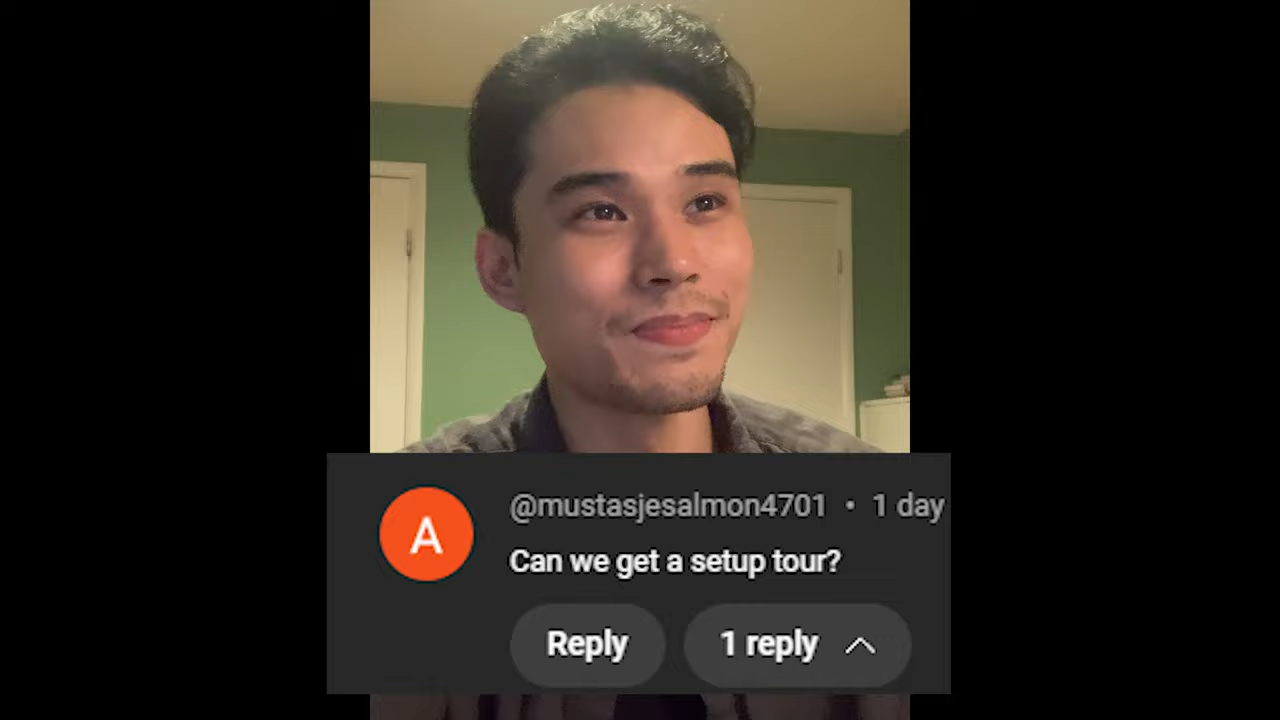 A
@mustasjesalmon4701 • 1 day
Can we get a setup tour?
Reply
1 reply